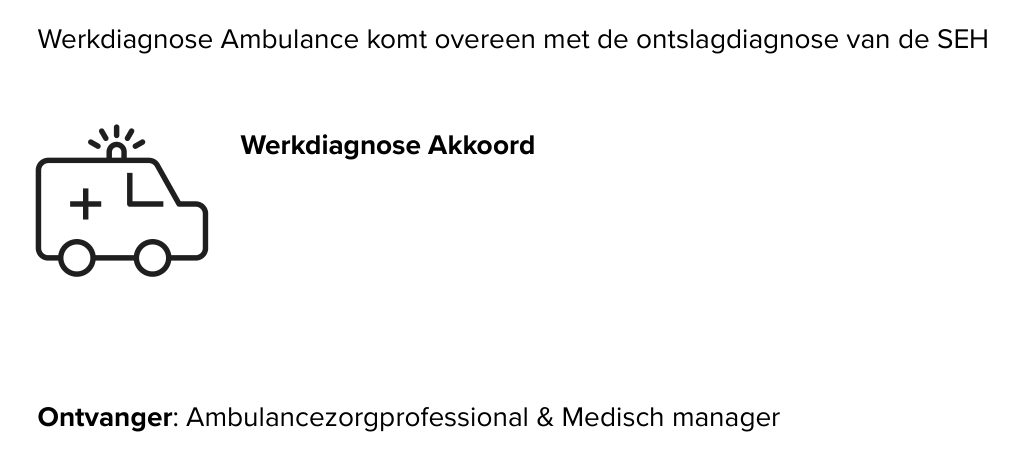 Werkdiagnose Ambulance komt overeen met de ontslagdiagnose van de SEH
Werkdiagnose Akkoord
Ontvanger: Ambulancezorgprofessional & Medisch manager